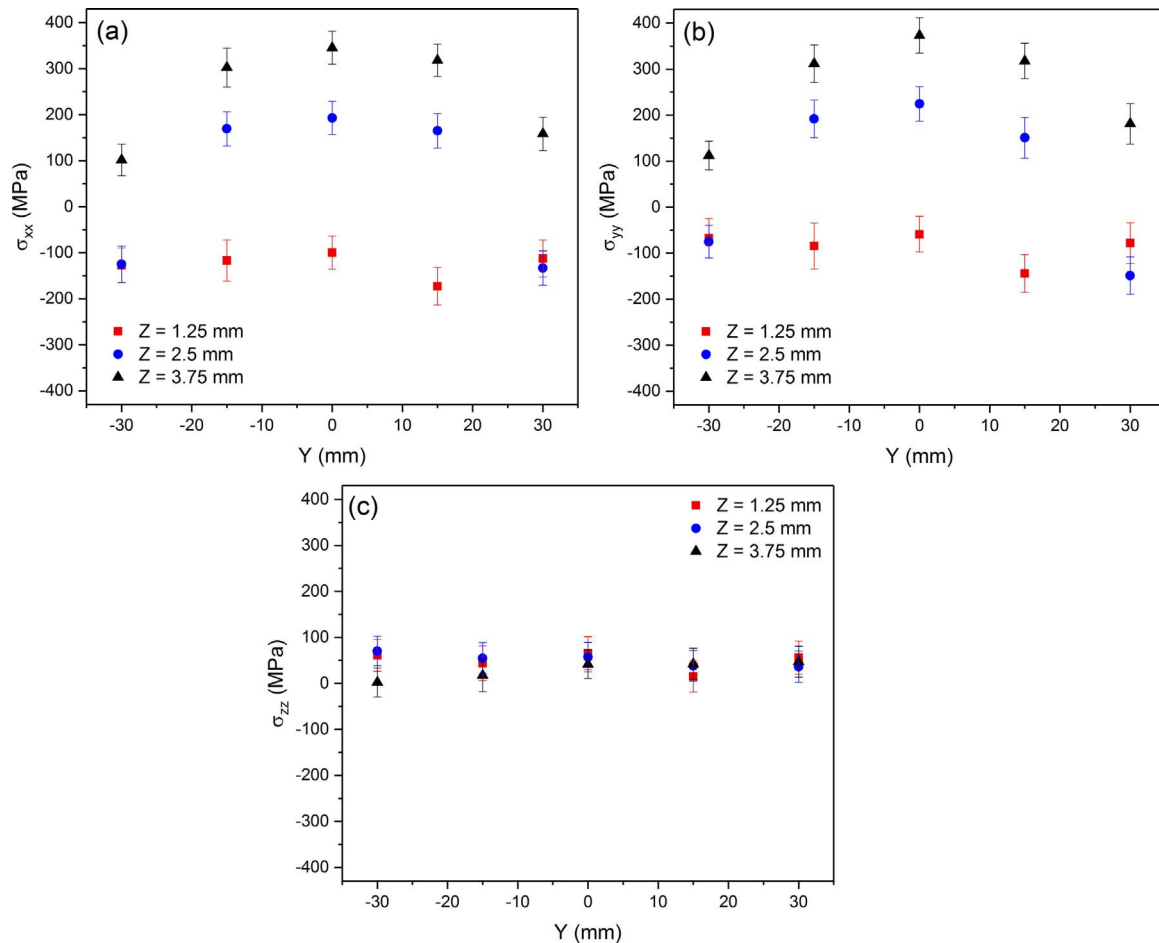 (a)
400
300
200
100
0
-100
-200
-300
-400
σxx (MPa)
Z = 1.25 mm
Z = 2.5 mm
Z = 3.75 mm
-30 -20 -10 0 10 20 30
Y (mm)
(b)
400
300
200
100
0
-100
-200
-300
-400
σyy (MPa)
Z = 1.25 mm
Z = 2.5 mm
Z = 3.75 mm
-30 -20 -10 0 10 20 30
Y (mm)
(c)
400
300
200
100
0
-100
-200
-300
-400
σzz (MPa)
Z = 1.25 mm
Z = 2.5 mm
Z = 3.75 mm
-30 -20 -10 0 10 20 30
Y (mm)